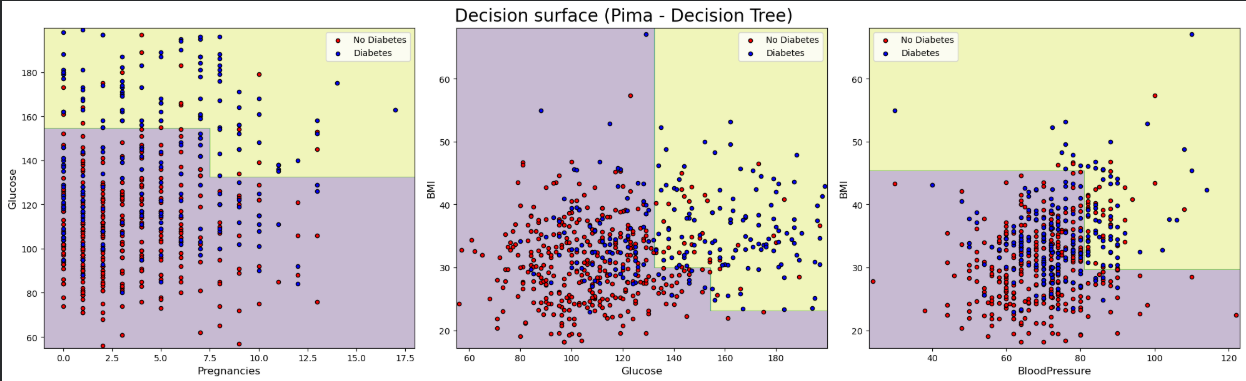 Decision surface (Pima - Decision Tree)
No Diabetes
Diabetes
Glucose
180
160
140
120
100
80
60
0.0 2.5 5.0 7.5 10.0 12.5 15.0 17.5
Pregnancies
No Diabetes
Diabetes
BMI
60
50
40
30
20
60 80 100 120 140 160 180
Glucose
No Diabetes
Diabetes
BMI
60
50
40
30
20
40 60 80 100 120
BloodPressure